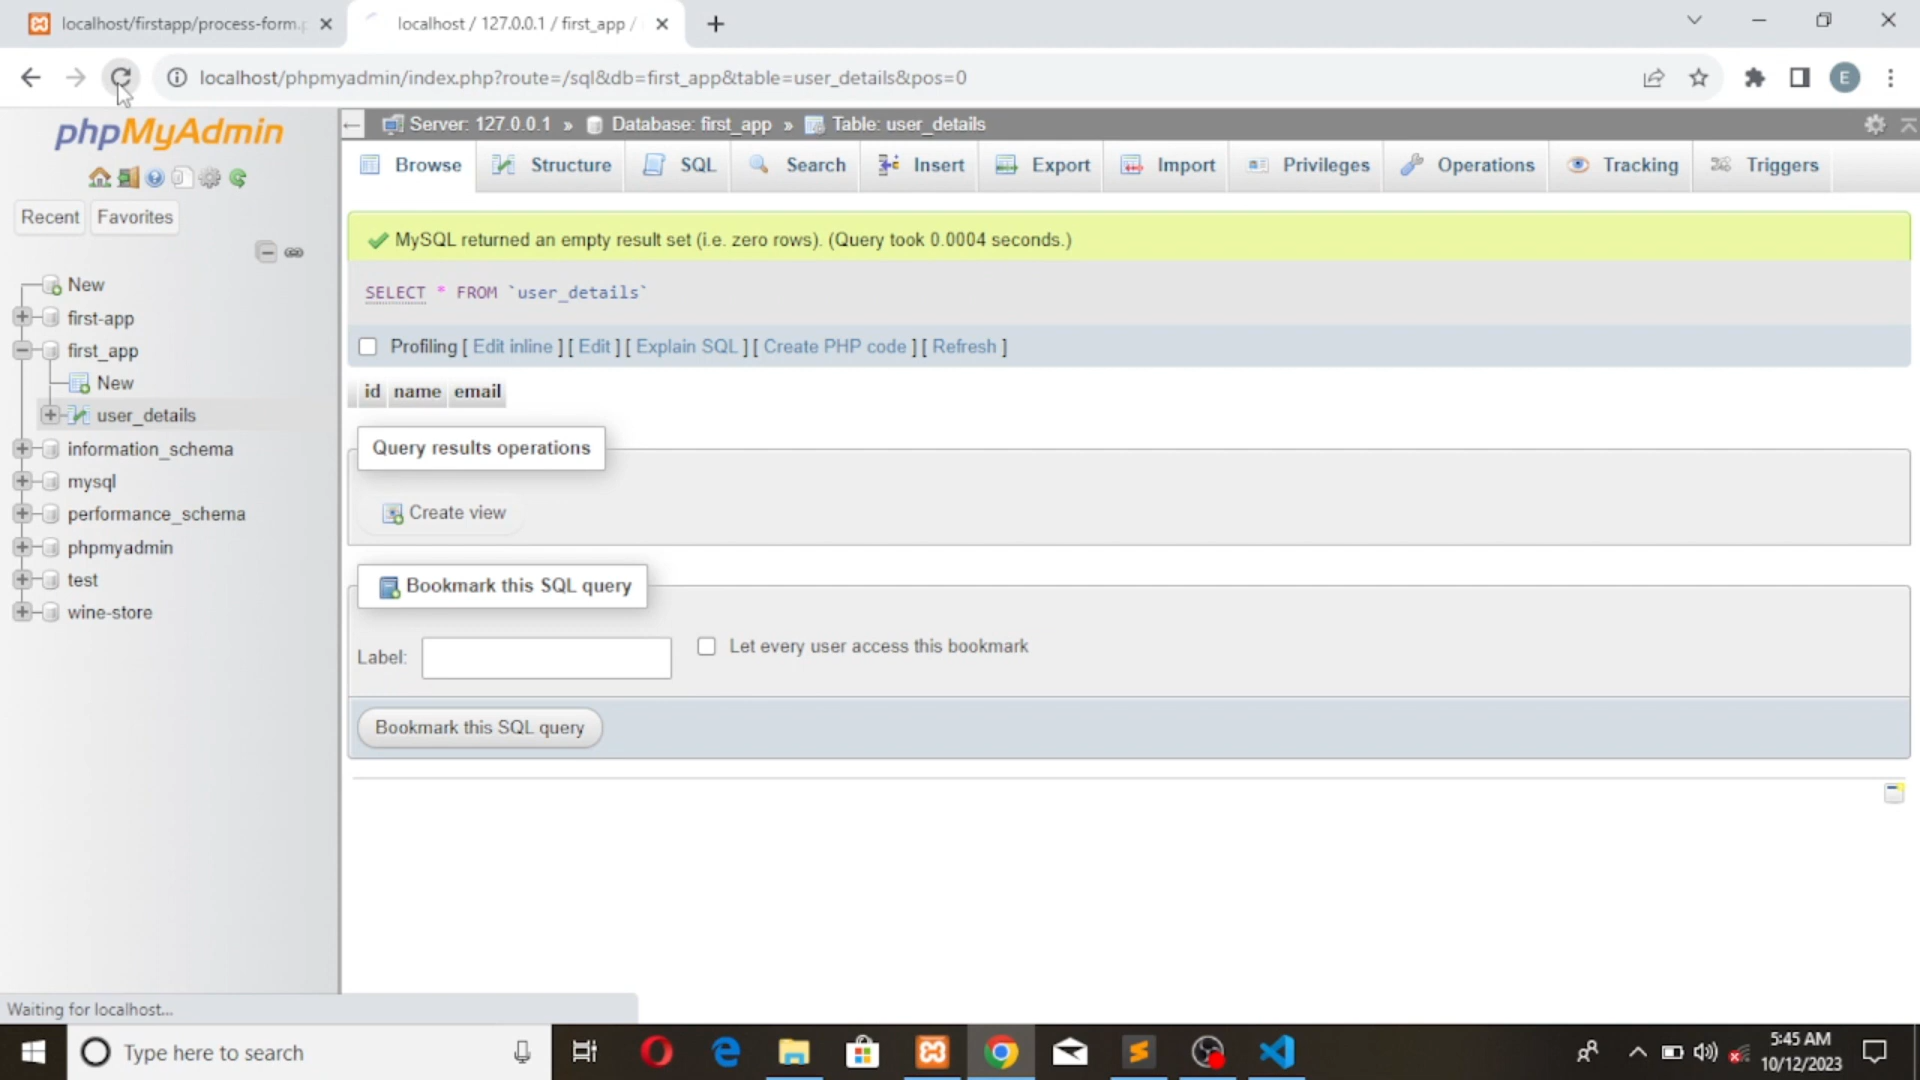 localhost/firstapp/process-form.p
localhost / 127.0.0.1 / first_app /
localhost/phpmyadmin/index.php?route=/sql&db=first_app&table=user_details&pos=0
E
phpMyAdmin
Server: 127.0.0.1 » Database: first_app » Table: user_details
Browse Structure SQL Search Insert Export Import Privileges Operations Tracking Triggers
Recent Favorites
New
first-app
first_app
New
user_details
information_schema
mysql
performance_schema
phpmyadmin
test
wine-store
MySQL returned an empty result set (i.e. zero rows). (Query took 0.0004 seconds.)
SELECT * FROM `user_details`
Profiling [ Edit inline ] [ Edit ] [ Explain SQL ] [ Create PHP code ] [ Refresh ]
id name email
Query results operations
Create view
Bookmark this SQL query
Label: Let every user access this bookmark
Bookmark this SQL query
Waiting for localhost...
Type here to search
5:45 AM
10/12/2023